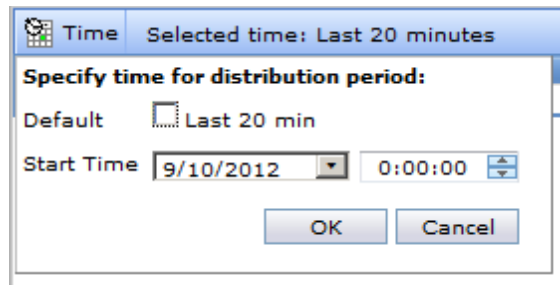 Time Selected time: Last 20 minutes
Specify time for distribution period:
Default Last 20 min
Start Time 9/10/2012 0:00:00
OK Cancel